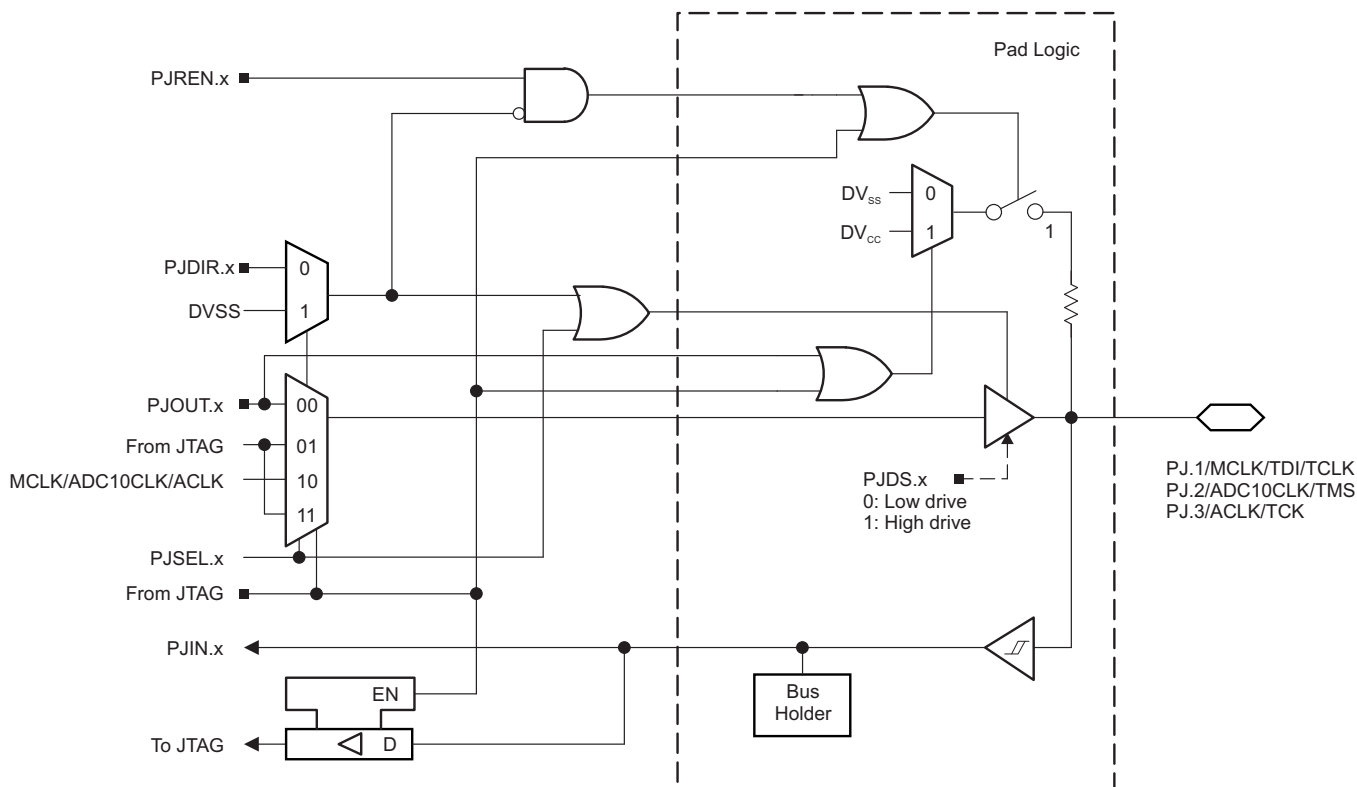 Pad Logic
PJREN.x
DVSS
0
DVCC
1
1
PJDIR.x
0
DVSS
1
PJOUT.x
00
From JTAG
01
MCLK/ADC10CLK/ACLK
10
11
PJDS.x
0: Low drive
1: High drive
PJ.1/MCLK/TDI/TCLK
PJ.2/ADC10CLK/TMS
PJ.3/ACLK/TCK
PJSEL.x
From JTAG
PJIN.x
Bus
Holder
EN
To JTAG
D